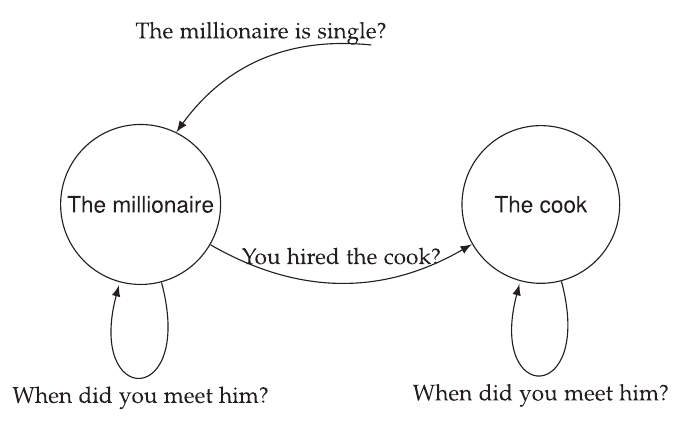 The millionaire is single?
The millionaire
The cook
You hired the cook?
When did you meet him?
When did you meet him?